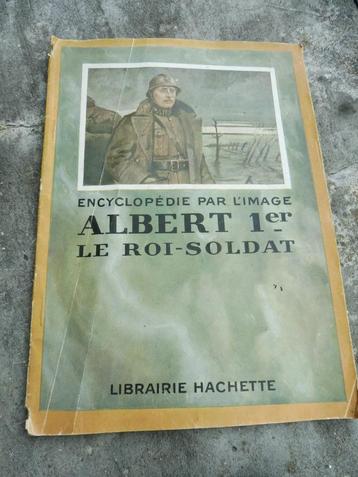 ENCYCLOPÉDIE PAR L'IMAGE
ALBERT 1er
LE ROI-SOLDAT
LIBRAIRIE HACHETTE